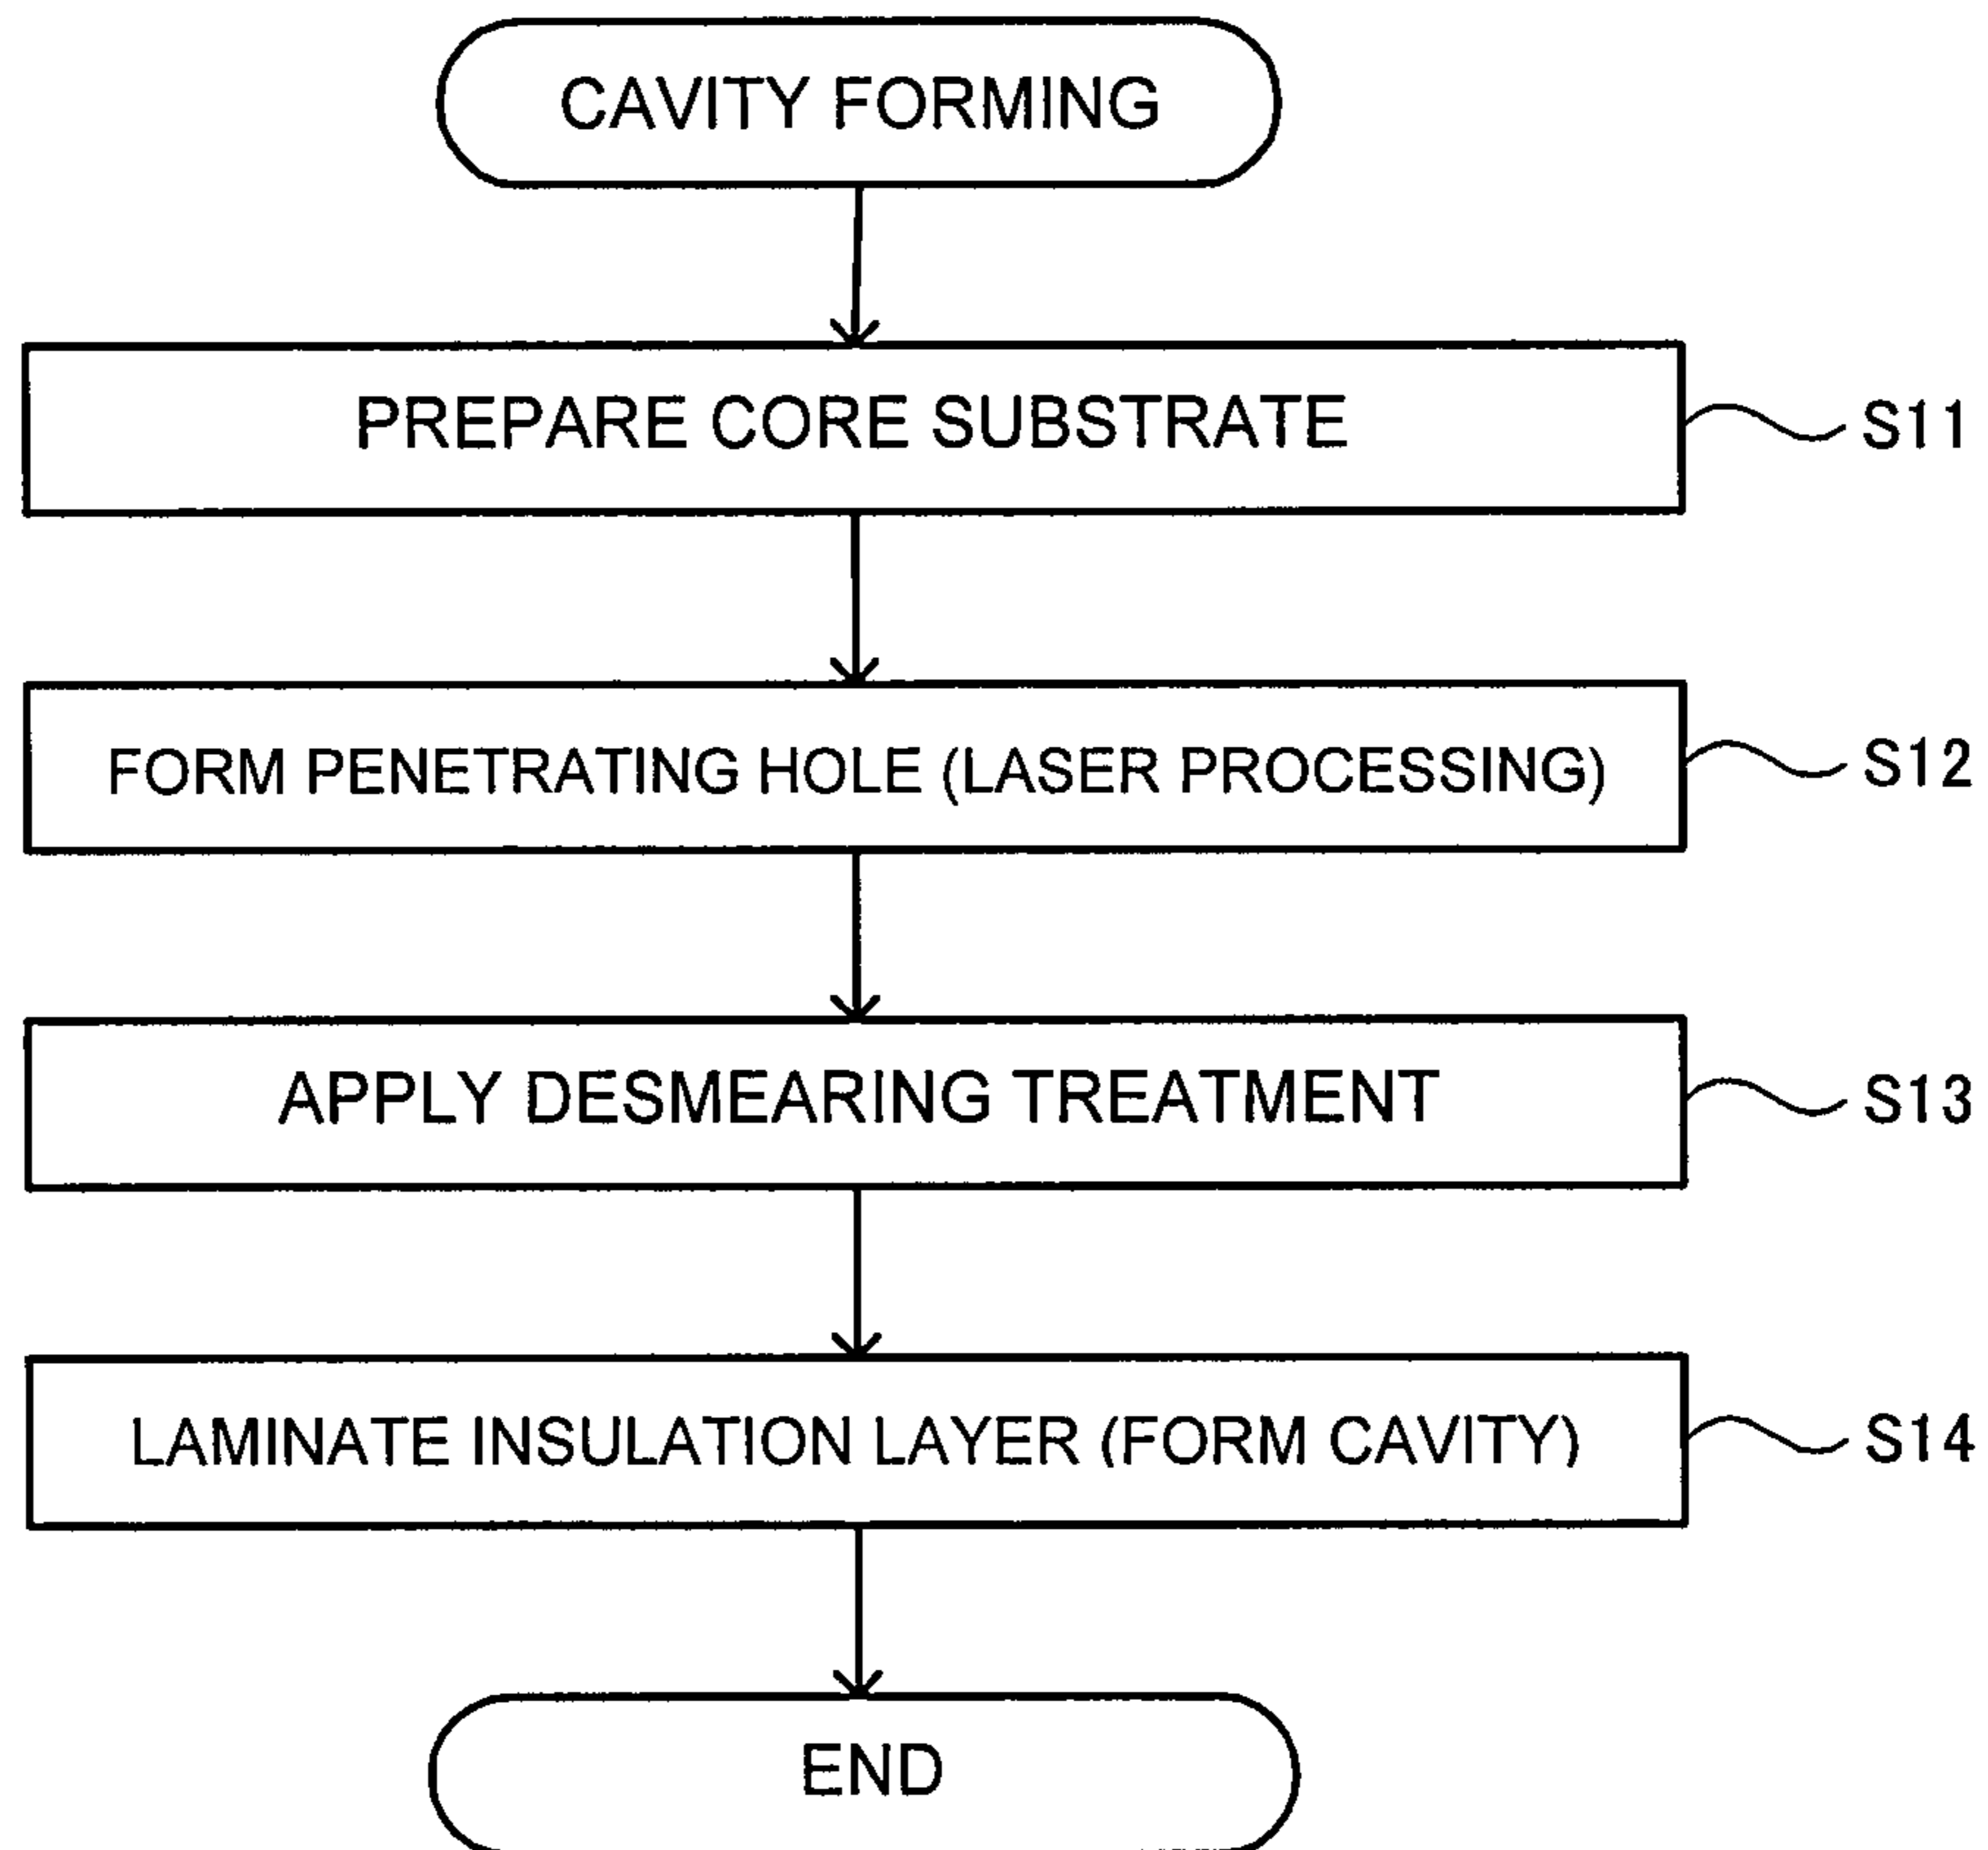 CAVITY FORMING
PREPARE CORE SUBSTRATE
S11
FORM PENETRATING HOLE (LASER PROCESSING)
S12
APPLY DESMEARING TREATMENT
S13
LAMINATE INSULATION LAYER (FORM CAVITY)
S14
END